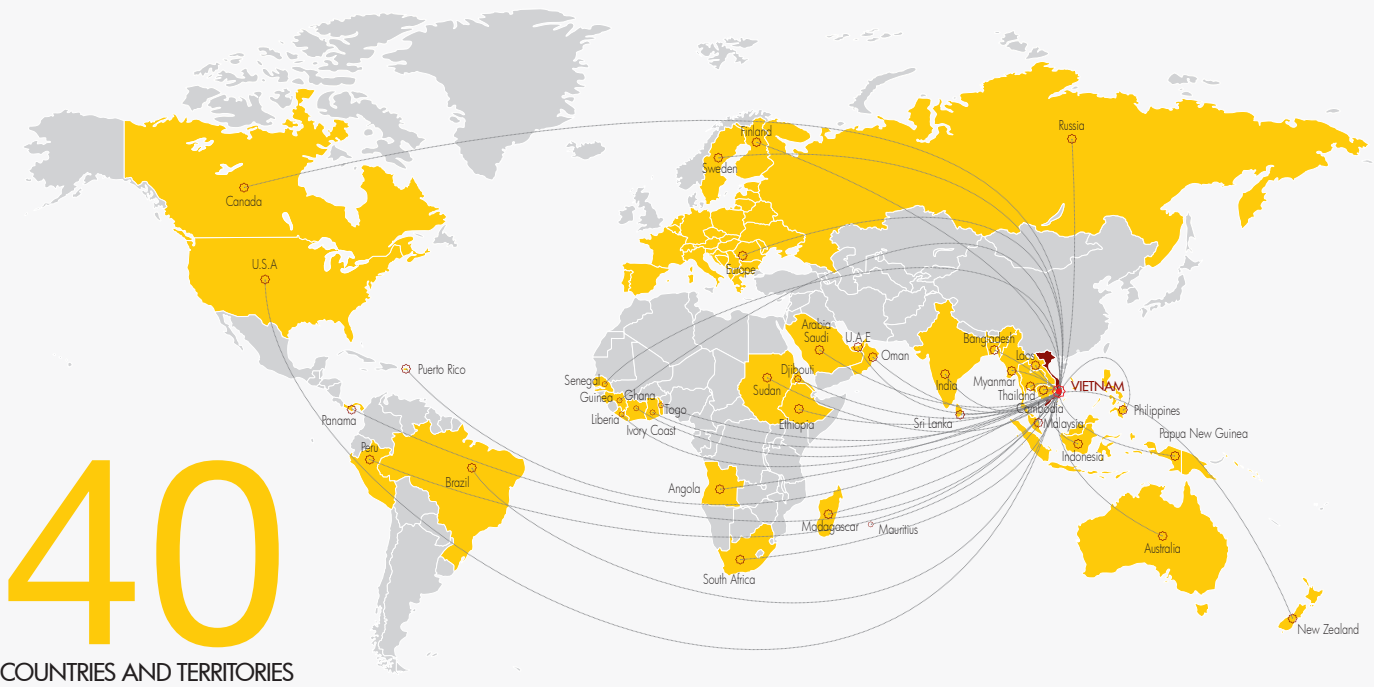 Finland
Russia
Sweden
Canada
U.S.A
Europe
Arabia
Saudi
U.A.E
Bangladesh
Oman
Laos
Puerto Rico
Djibouti
Senegal
Sudan
India
Myanmar
VIETNAM
Guinea
Ghana
Thailand
Togo
Cambodia
Philippines
Panama
Liberia
Ivory Coast
Ethiopia
Sri Lanka
Malaysia
Papua New Guinea
Peru
Indonesia
Brazil
Angola
Madagascar
Mauritius
Australia
South Africa
New Zealand
40
COUNTRIES AND TERRITORIES